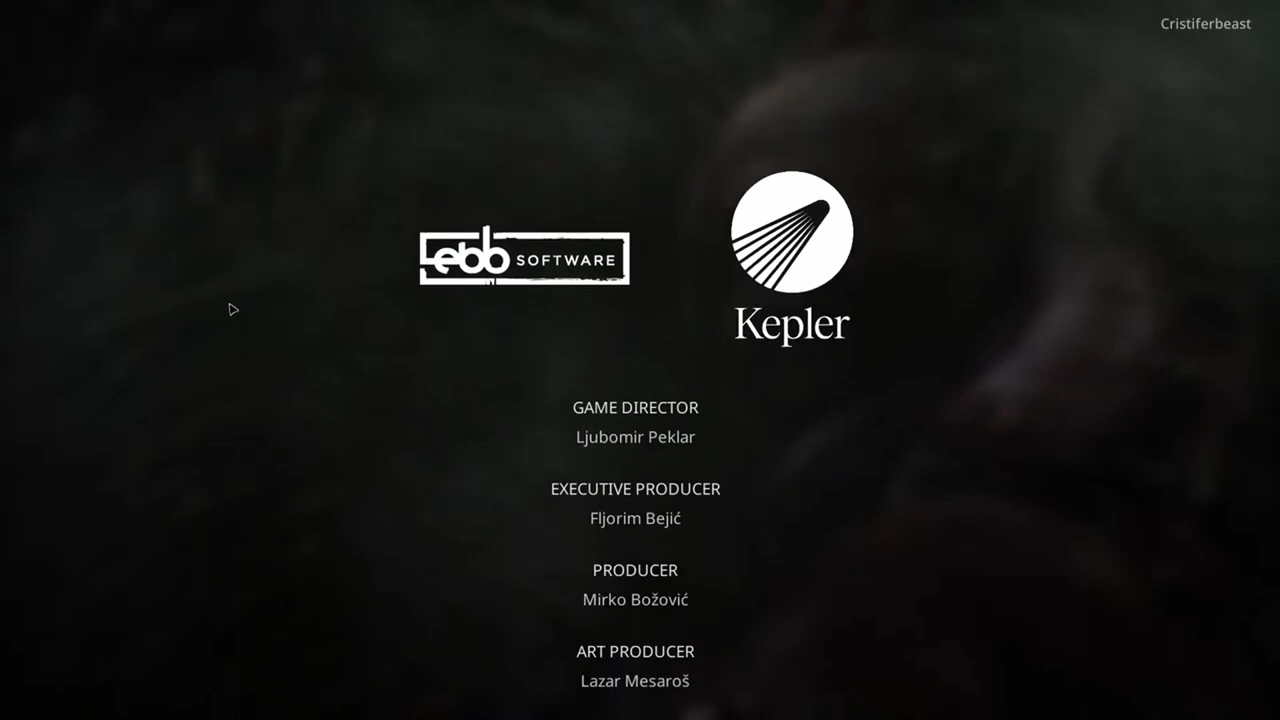 Cristiferbeast
ebb SOFTWARE
Kepler
GAME DIRECTOR
Ljubomir Peklar
EXECUTIVE PRODUCER
Fljorim Bejić
PRODUCER
Mirko Božović
ART PRODUCER
Lazar Mesaroš